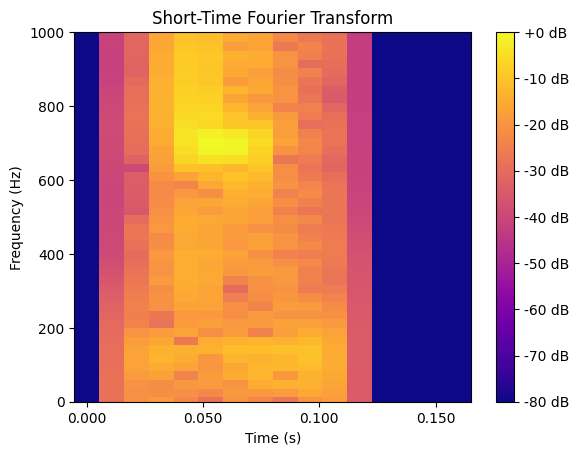 Short-Time Fourier Transform
Frequency (Hz)
1000
800
600
400
200
0
0.000
0.050
0.100
0.150
Time (s)
+0 dB
-10 dB
-20 dB
-30 dB
-40 dB
-50 dB
-60 dB
-70 dB
-80 dB